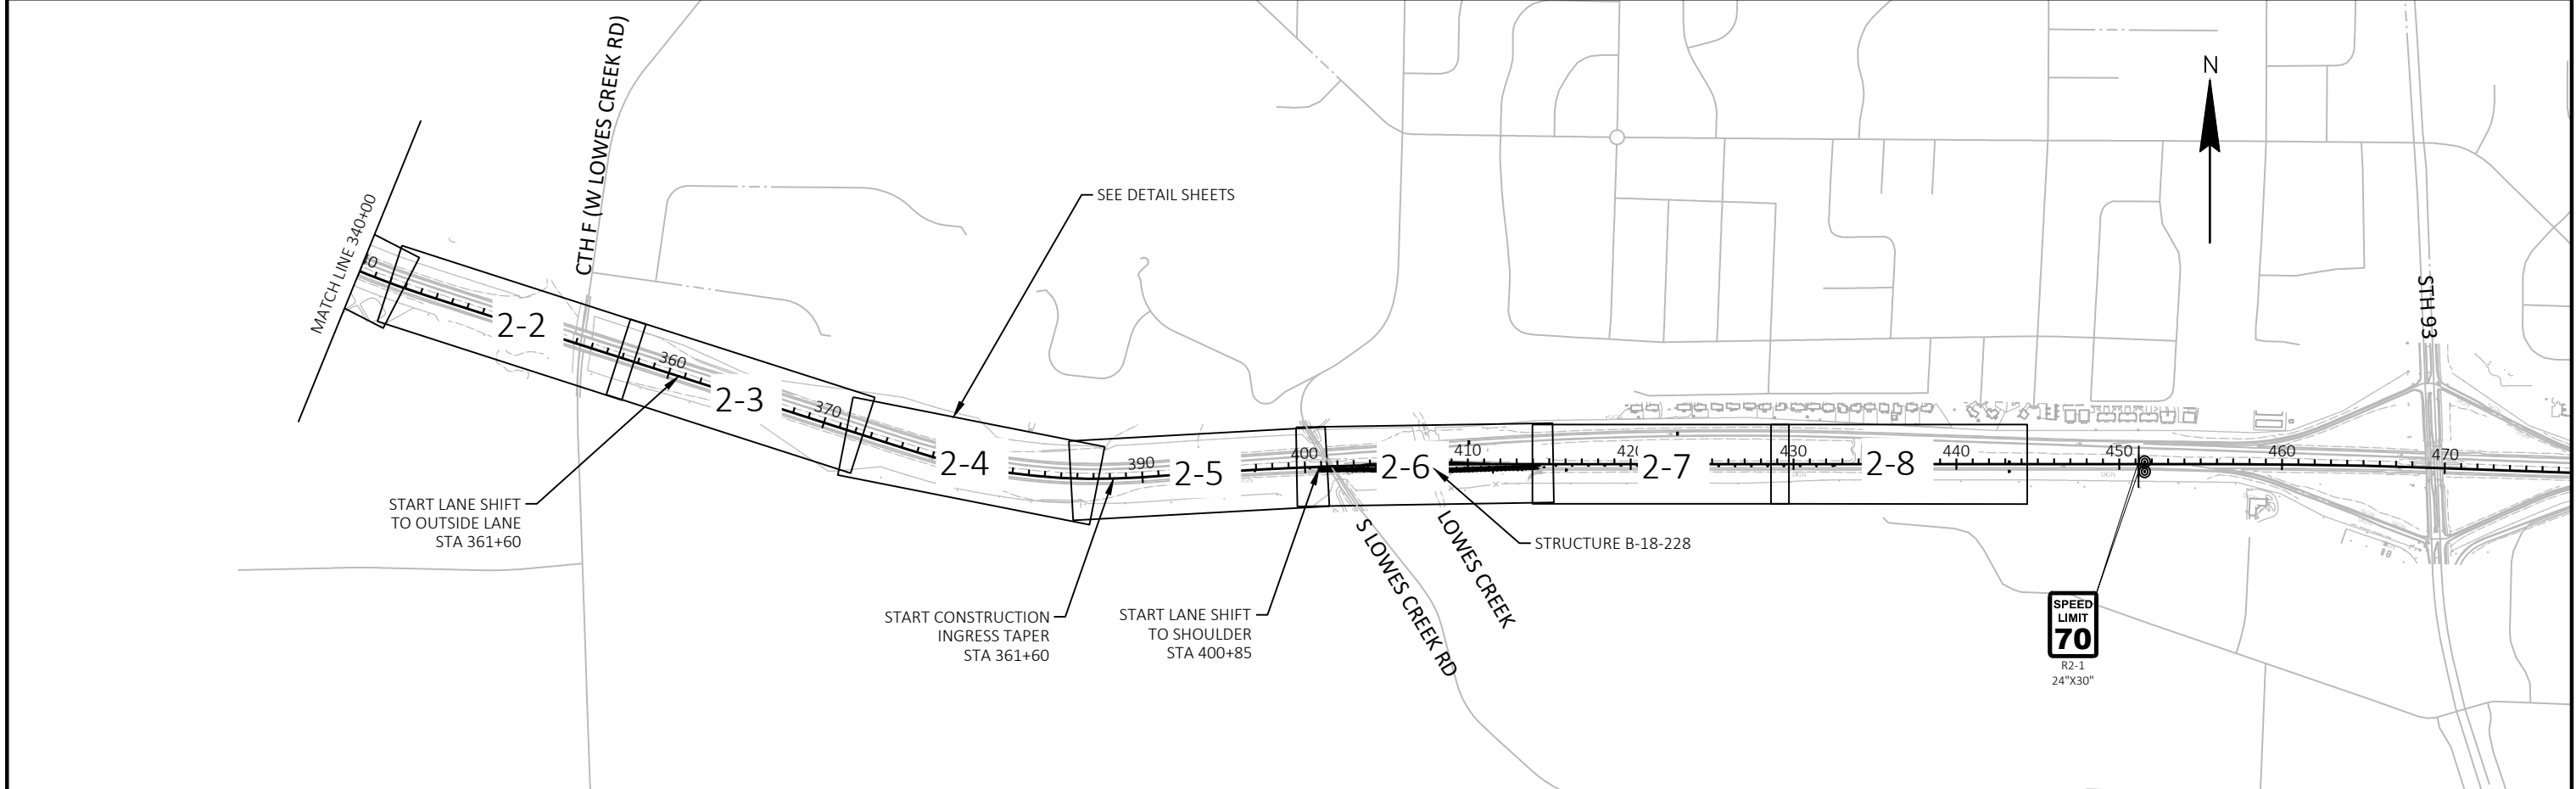 CTH F (W LOWES CREEK RD)
N
MATCH LINE 340+00
SEE DETAIL SHEETS
STH 93
2-2
360
2-3
370
2-4
390
2-5
400
2-6
410
2-7
430
2-8
440
450
460
470
START LANE SHIFT
TO OUTSIDE LANE
STA 361+60
START CONSTRUCTION
INGRESS TAPER
STA 361+60
START LANE SHIFT
TO SHOULDER
STA 400+85
S LOWES CREEK RD
LOWES CREEK
STRUCTURE B-18-228
SPEED
LIMIT
70
R2-1
24"X30"